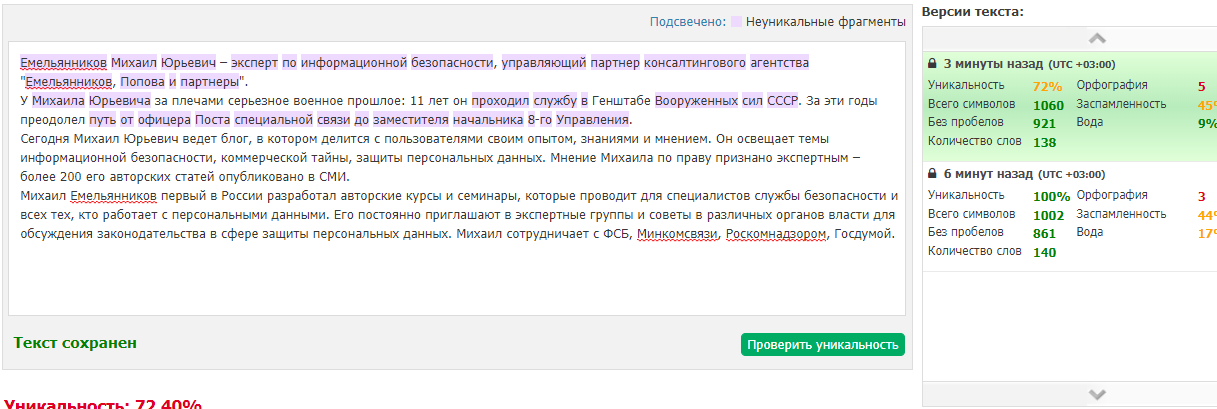 Подсвечено: Неуникальные фрагменты
Емельянников Михаил Юрьевич – эксперт по информационной безопасности, управляющий партнер консалтингового агентства
"Емельянников, Попова и партнеры".
У Михаила Юрьевича за плечами серьезное военное прошлое: 11 лет он проходил службу в Генштабе Вооруженных сил СССР. За эти годы
преодолел путь от офицера Поста специальной связи до заместителя начальника 8-го Управления.
Сегодня Михаил Юрьевич ведет блог, в котором делится с пользователями своим опытом, знаниями и мнением. Он освещает темы
информационной безопасности, коммерческой тайны, защиты персональных данных. Мнение Михаила по праву признано экспертным –
более 200 его авторских статей опубликовано в СМИ.
Михаил Емельянников первый в России разработал авторские курсы и семинары, которые проводит для специалистов службы безопасности и
всех тех, кто работает с персональными данными. Его постоянно приглашают в экспертные группы и советы в различных органов власти для
обсуждения законодательства в сфере защиты персональных данных. Михаил сотрудничает с ФСБ, Минкомсвязи, Роскомнадзором, Госдумой.
Текст сохранен
Проверить уникальность
Уникальность: 72.40%
Версии текста:
3 минуты назад (UTC +03:00)
Уникальность 72% Орфография 5
Всего символов 1060 Заспамленность 45%
Без пробелов 921 Вода 9%
Количество слов 138
6 минут назад (UTC +03:00)
Уникальность 100% Орфография 3
Всего символов 1002 Заспамленность 44%
Без пробелов 861 Вода 17%
Количество слов 140